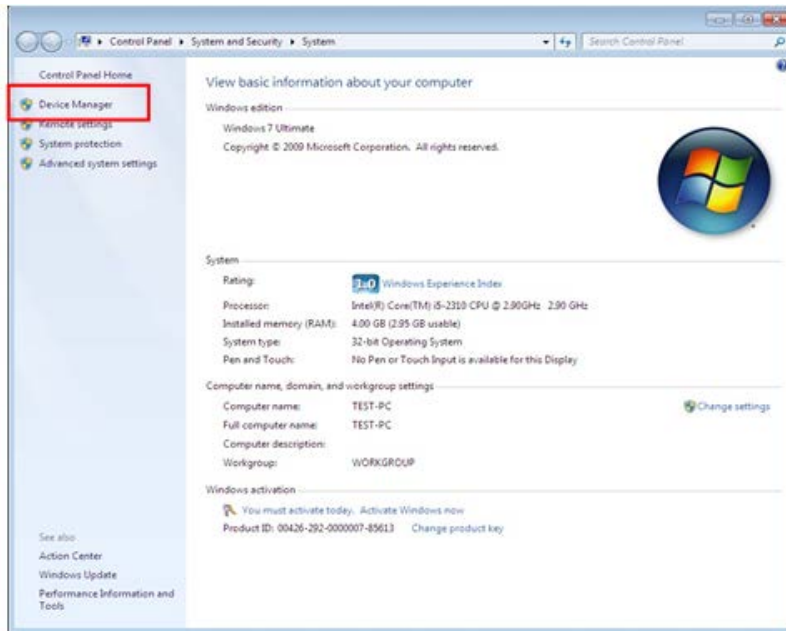 Control Panel ▸ System and Security ▸ System
Search Control Panel
Control Panel Home
Device Manager
Remote settings
System protection
Advanced system settings
View basic information about your computer
Windows edition
Windows 7 Ultimate
Copyright © 2009 Microsoft Corporation. All rights reserved.
System
Rating: 1.0 Windows Experience Index
Processor: Intel(R) Core(TM) i5-2310 CPU @ 2.90GHz 2.90 GHz
Installed memory (RAM): 4.00 GB (2.95 GB usable)
System type: 32-bit Operating System
Pen and Touch: No Pen or Touch Input is available for this Display
Computer name, domain, and workgroup settings
Computer name: TEST-PC Change settings
Full computer name: TEST-PC
Computer description:
Workgroup: WORKGROUP
Windows activation
You must activate today. Activate Windows now
Product ID: 00426-292-0000007-85613 Change product key
See also
Action Center
Windows Update
Performance Information and
Tools